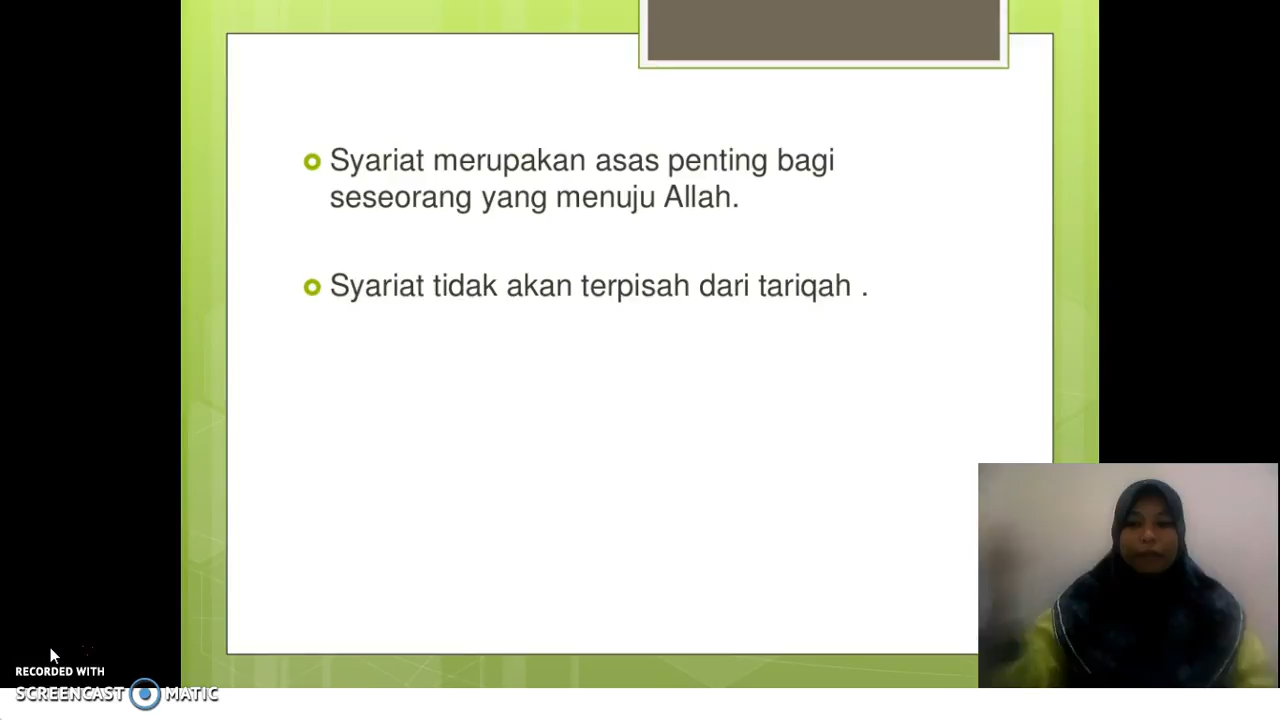 Syariat merupakan asas penting bagi
seseorang yang menuju Allah.
Syariat tidak akan terpisah dari tariqah .
RECORDED WITH
SCREENCAST MATIC